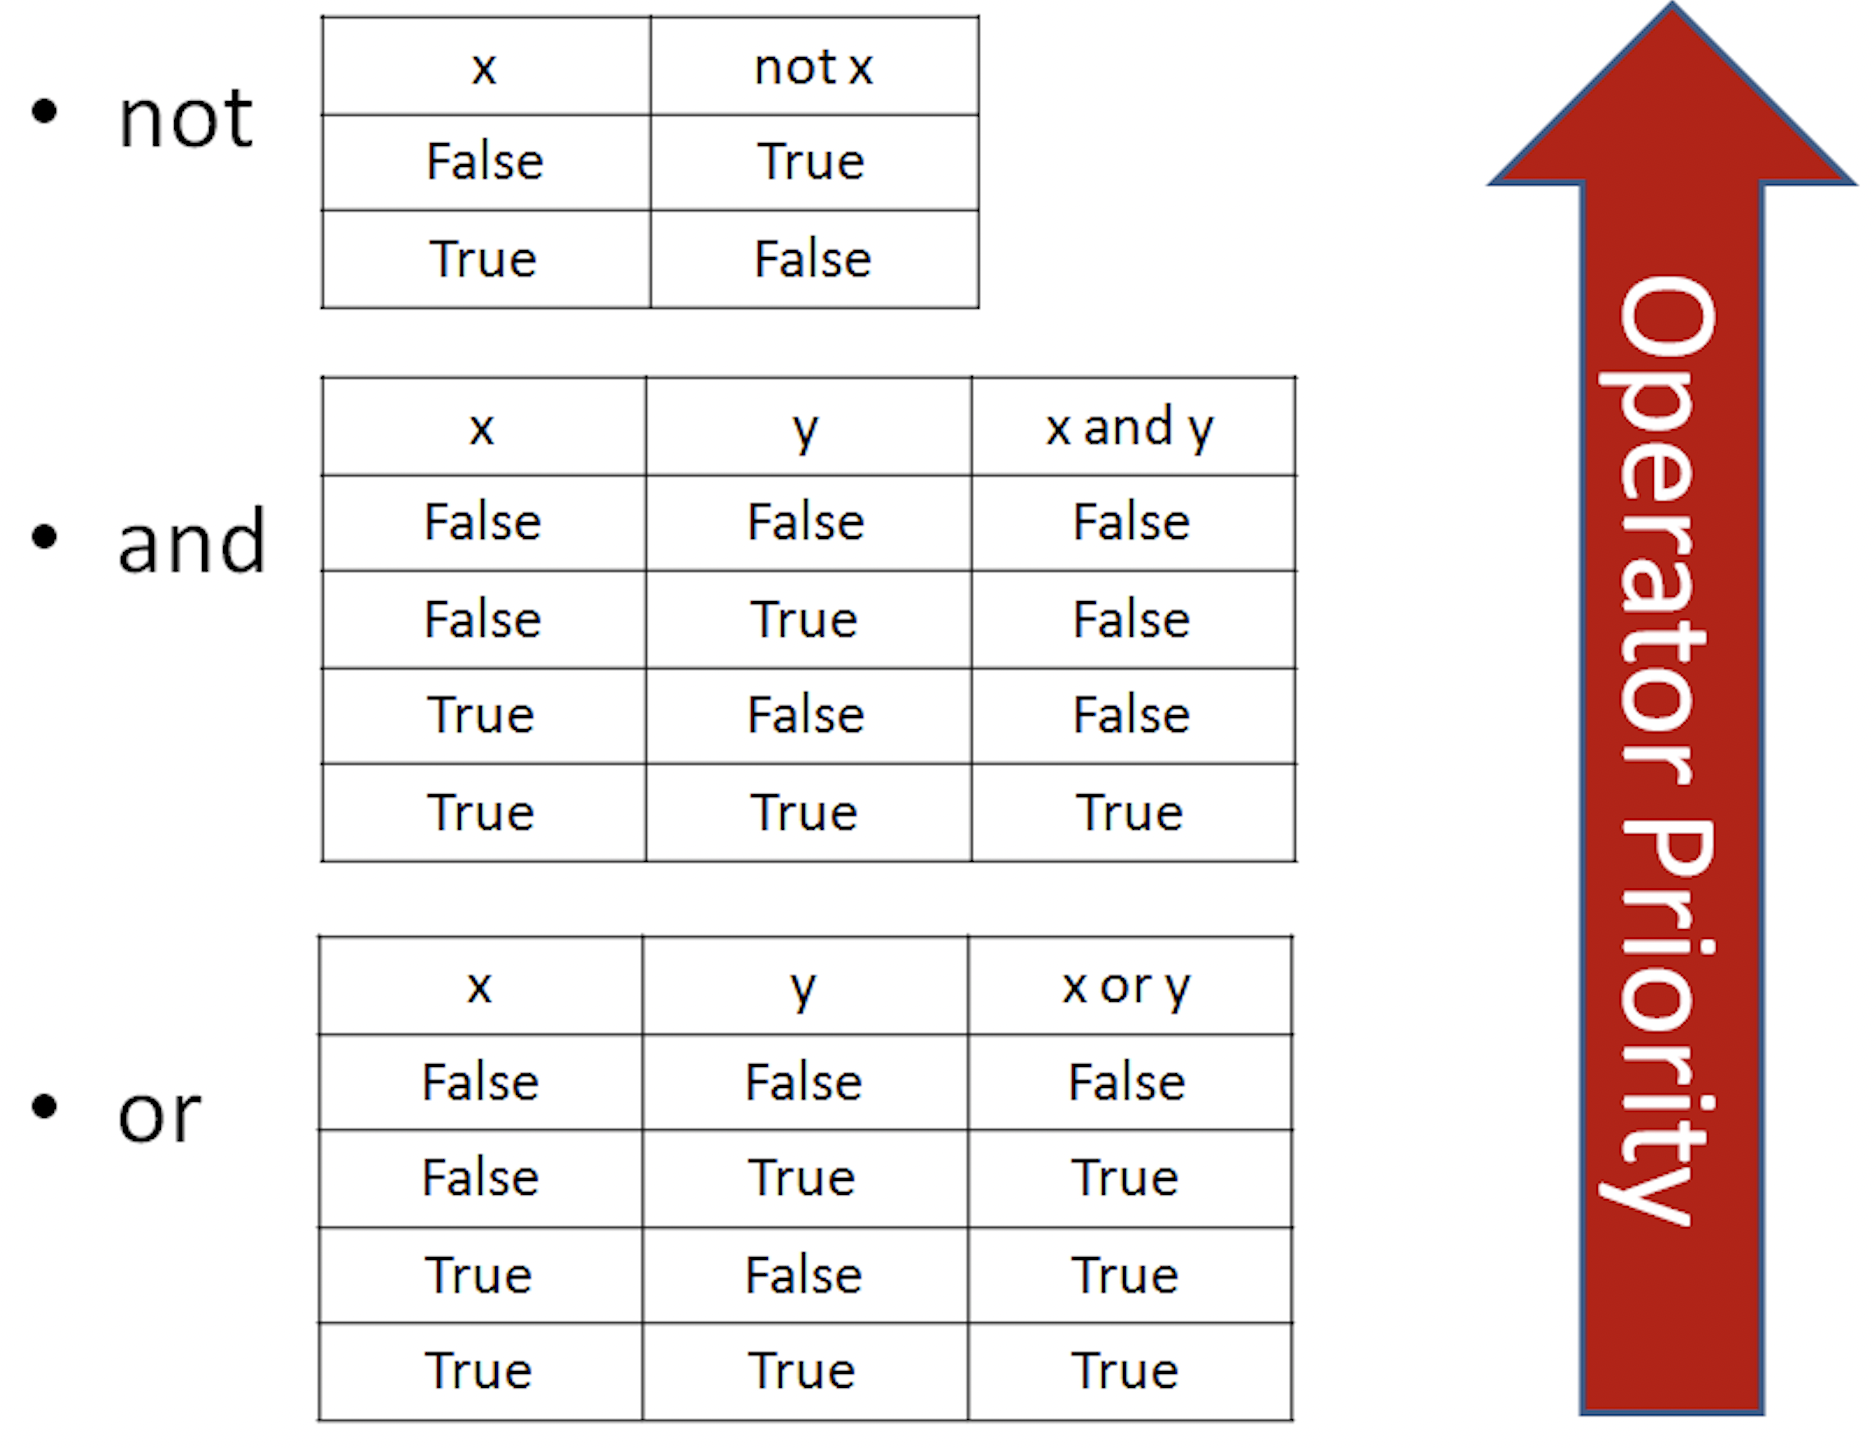 • not
x not x
False True
True False
• and
x y x and y
False False False
False True False
True False False
True True True
• or
x y x or y
False False False
False True True
True False True
True True True
Operator Priority